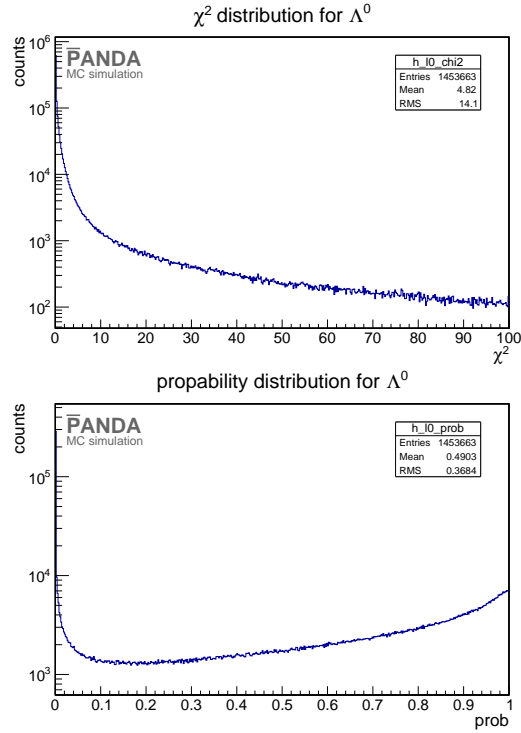 χ² distribution for Λ⁰
counts
P̅ANDA
MC simulation
h_l0_chi2
Entries 1453663
Mean 4.82
RMS 14.1
10⁶
10⁵
10⁴
10³
10²
0 10 20 30 40 50 60 70 80 90 100
χ²
propability distribution for Λ⁰
counts
P̅ANDA
MC simulation
h_l0_prob
Entries 1453663
Mean 0.4903
RMS 0.3684
10⁵
10⁴
10³
0 0.1 0.2 0.3 0.4 0.5 0.6 0.7 0.8 0.9 1
prob